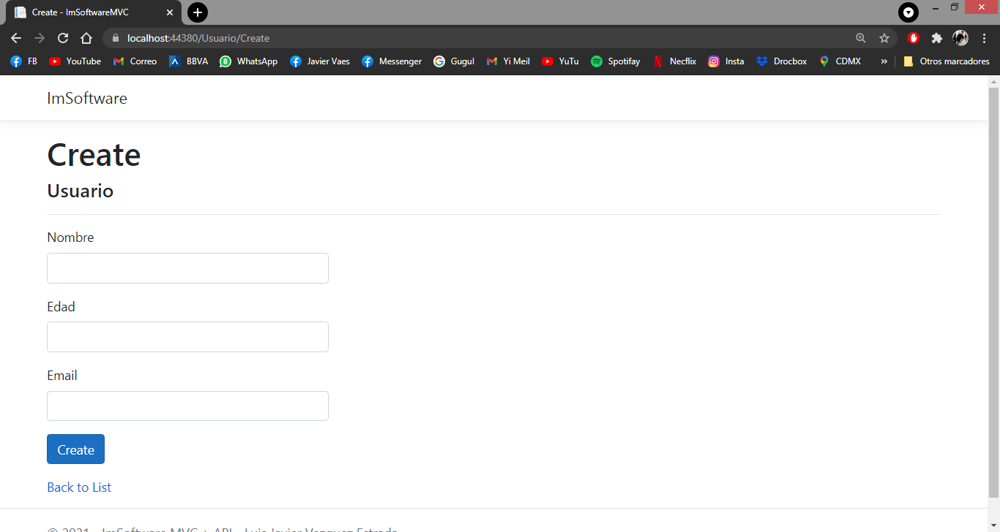 Create - ImSoftwareMVC
localhost:44380/Usuario/Create
FB YouTube Correo BBVA 8 WhatsApp Javier Vaes Messenger Gugul Yi Meil YuTu Spotifay Necflix Insta Drocbox CDMX » Otros marcadores
ImSoftware
Create
Usuario
Nombre
Edad
Email
Create
Back to List
© 2021 - ImSoftware MVC + API - Luis Javier Vazquez Estrada